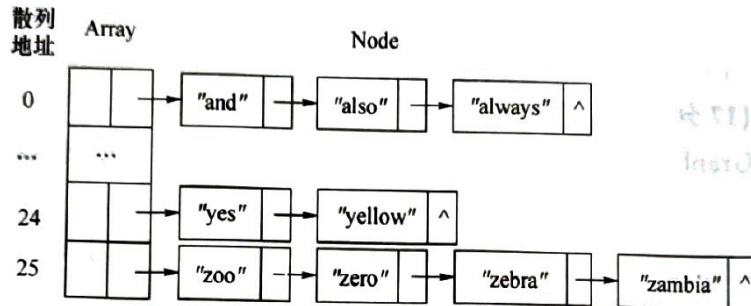 散列
地址
Array
Node
0
"and"
"also"
"always" ^
...
...
24
"yes"
"yellow" ^
25
"zoo"
"zero"
"zebra"
"zambia" ^